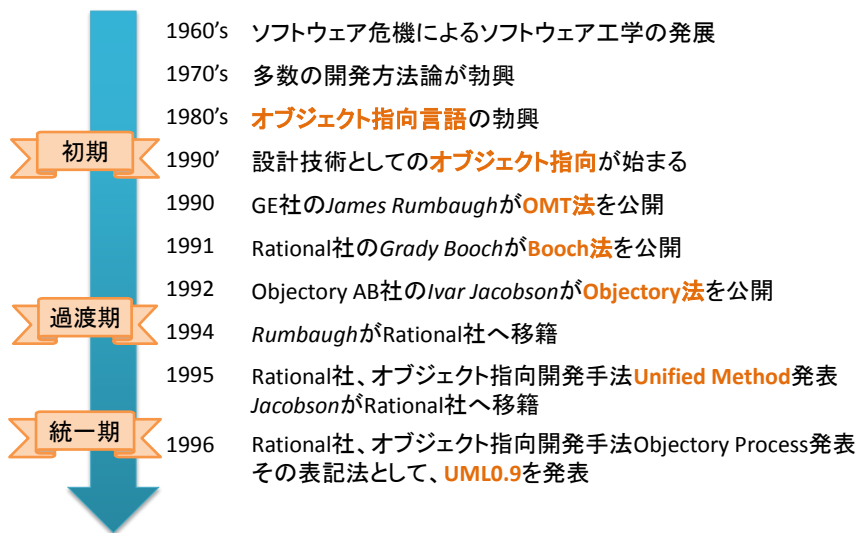 1960’s ソフトウェア危機によるソフトウェア工学の発展
1970’s 多数の開発方法論が勃興
1980’s オブジェクト指向言語の勃興
初期
1990’ 設計技術としてのオブジェクト指向が始まる
1990 GE社のJames RumbaughがOMT法を公開
1991 Rational社のGrady BoochがBooch法を公開
1992 Objectory AB社のIvar JacobsonがObjectory法を公開
過渡期
1994 RumbaughがRational社へ移籍
1995 Rational社、オブジェクト指向開発手法Unified Method発表
JacobsonがRational社へ移籍
統一期
1996 Rational社、オブジェクト指向開発手法Objectory Process発表
その表記法として、UML0.9を発表